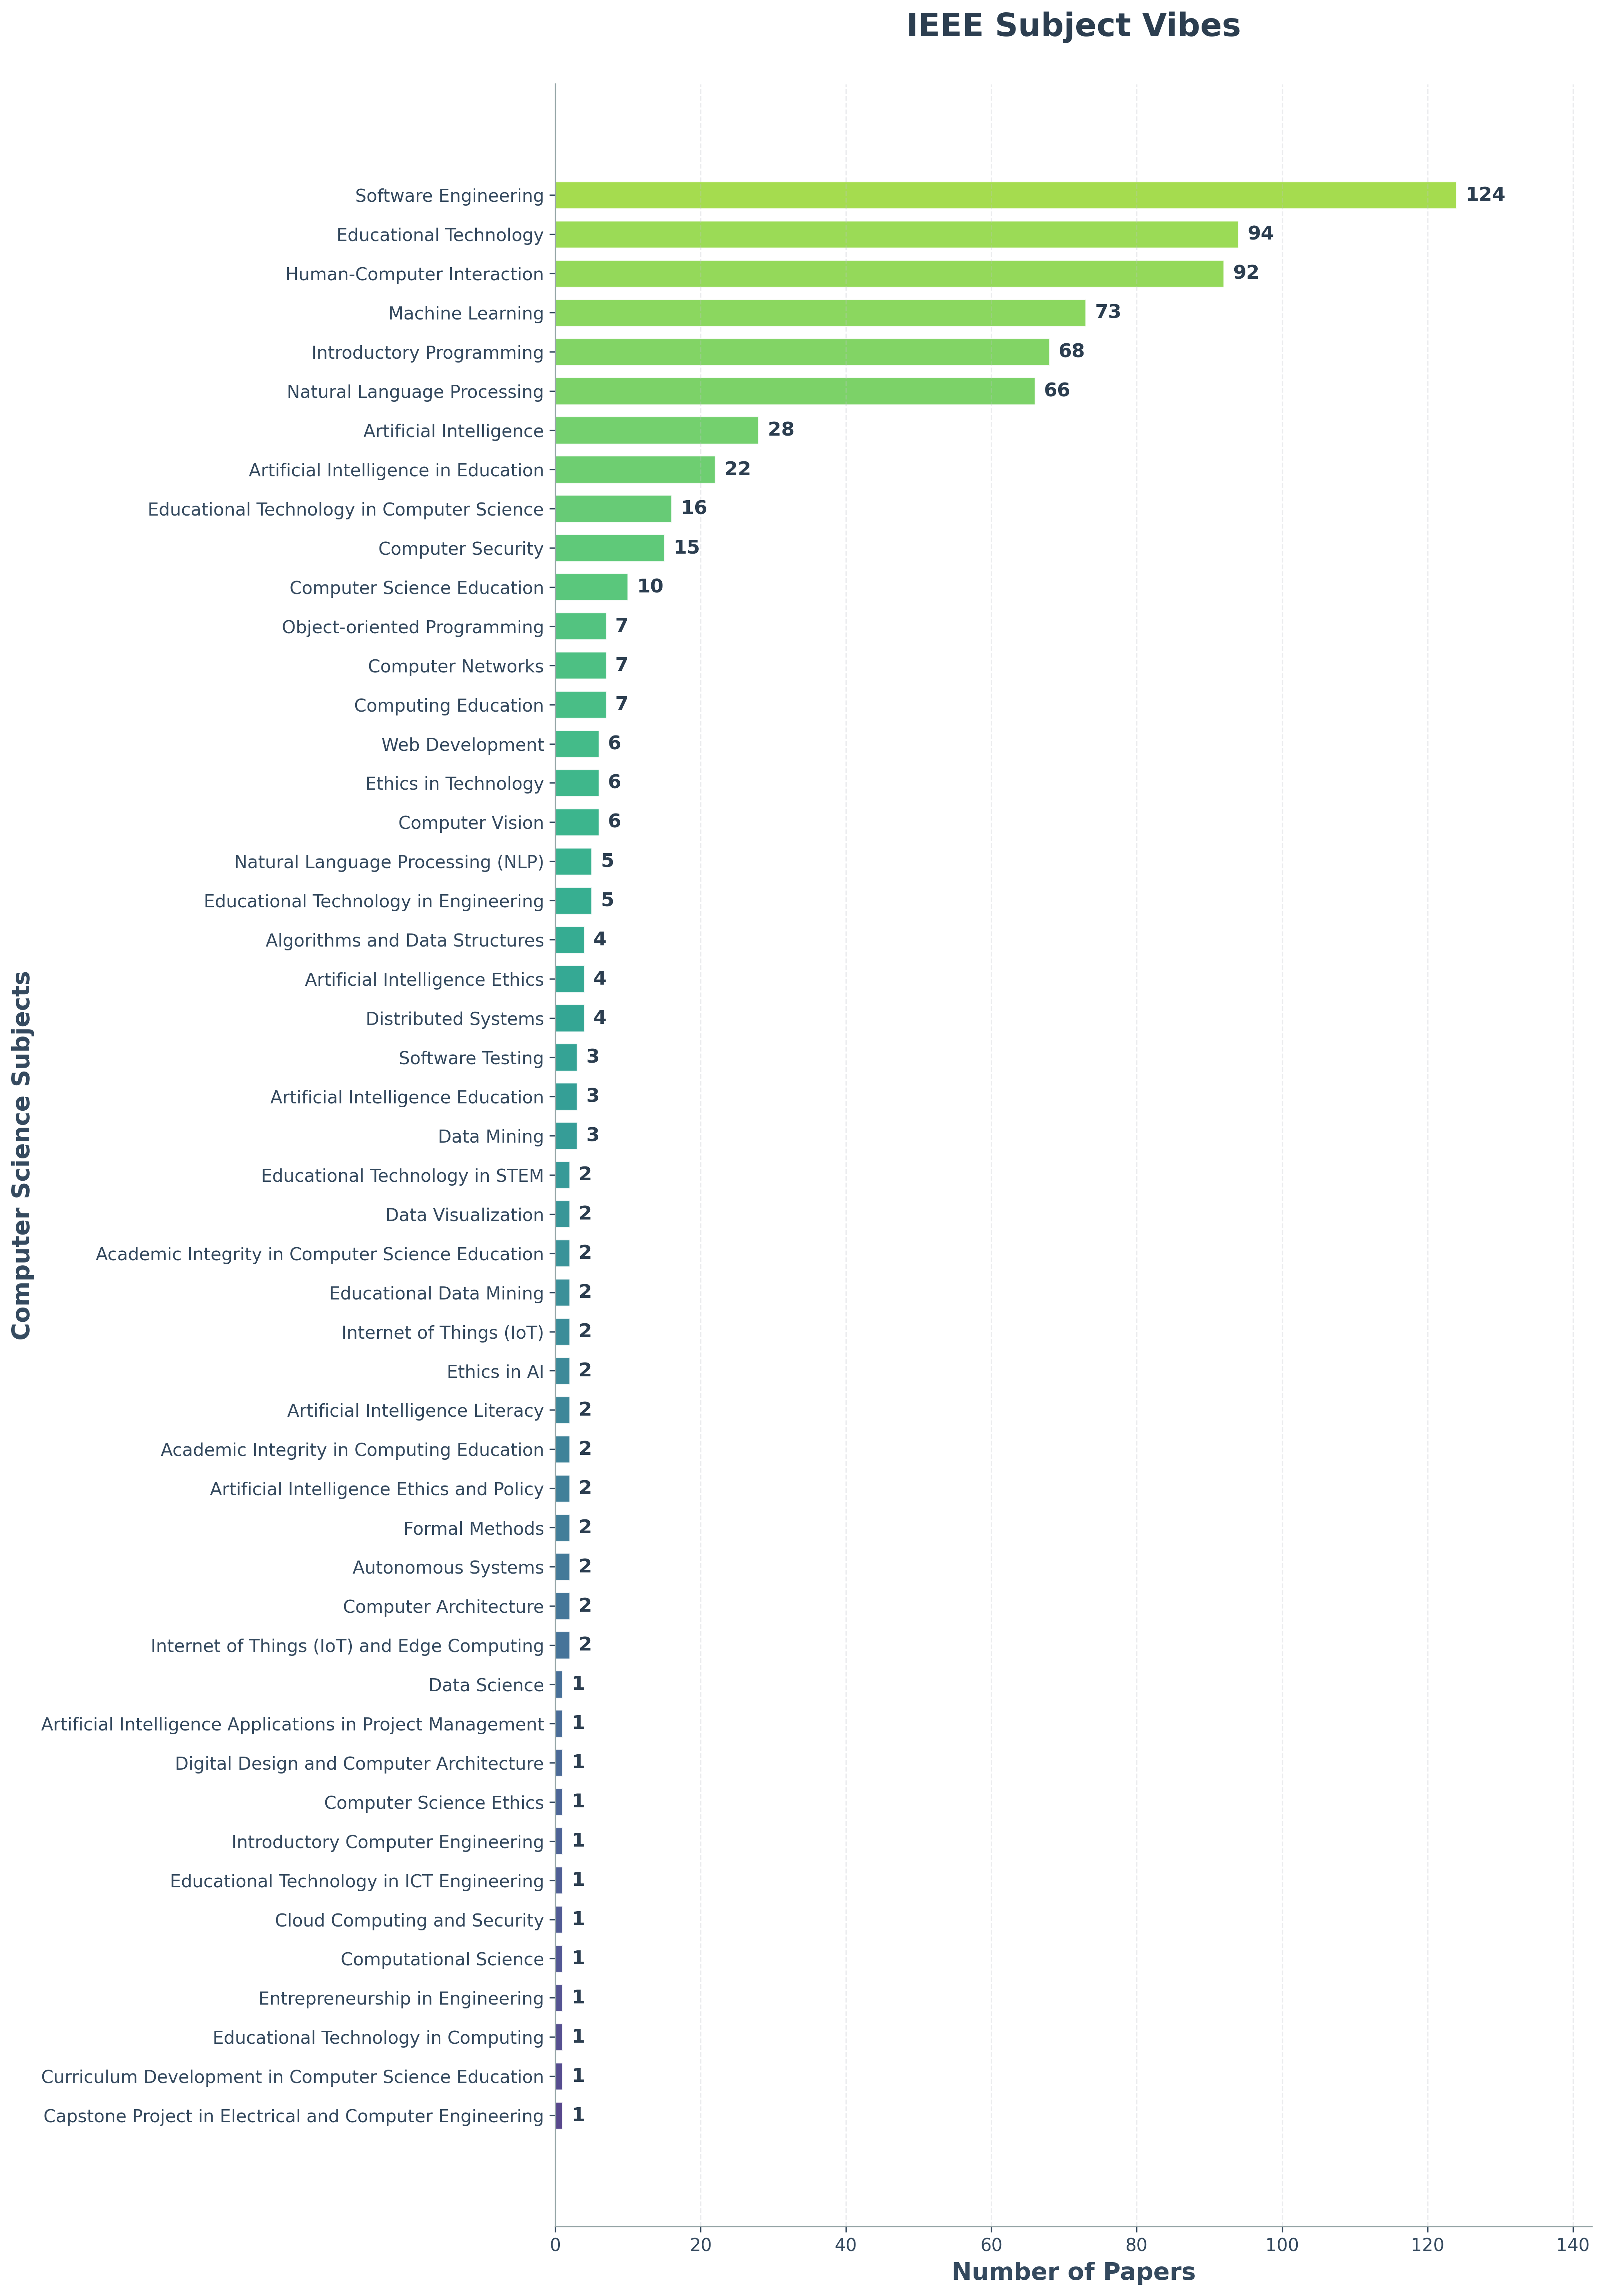 IEEE Subject Vibes
Computer Science Subjects
Software Engineering 124
Educational Technology 94
Human-Computer Interaction 92
Machine Learning 73
Introductory Programming 68
Natural Language Processing 66
Artificial Intelligence 28
Artificial Intelligence in Education 22
Educational Technology in Computer Science 16
Computer Security 15
Computer Science Education 10
Object-oriented Programming 7
Computer Networks 7
Computing Education 7
Web Development 6
Ethics in Technology 6
Computer Vision 6
Natural Language Processing (NLP) 5
Educational Technology in Engineering 5
Algorithms and Data Structures 4
Artificial Intelligence Ethics 4
Distributed Systems 4
Software Testing 3
Artificial Intelligence Education 3
Data Mining 3
Educational Technology in STEM 2
Data Visualization 2
Academic Integrity in Computer Science Education 2
Educational Data Mining 2
Internet of Things (IoT) 2
Ethics in AI 2
Artificial Intelligence Literacy 2
Academic Integrity in Computing Education 2
Artificial Intelligence Ethics and Policy 2
Formal Methods 2
Autonomous Systems 2
Computer Architecture 2
Internet of Things (IoT) and Edge Computing 2
Data Science 1
Artificial Intelligence Applications in Project Management 1
Digital Design and Computer Architecture 1
Computer Science Ethics 1
Introductory Computer Engineering 1
Educational Technology in ICT Engineering 1
Cloud Computing and Security 1
Computational Science 1
Entrepreneurship in Engineering 1
Educational Technology in Computing 1
Curriculum Development in Computer Science Education 1
Capstone Project in Electrical and Computer Engineering 1
0 20 40 60 80 100 120 140
Number of Papers